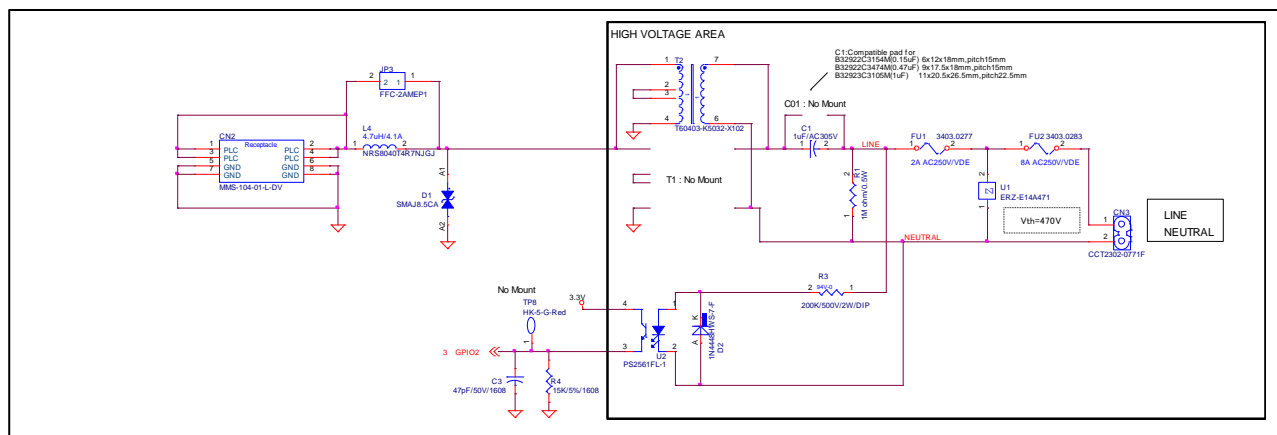 HIGH VOLTAGE AREA
C1:Compatible pad for
B32922C3154M(0.15uF) 6x12x18mm,pitch15mm
B32922C3474M(0.47uF) 9x17.5x18mm,pitch15mm
B32923C3105M(1uF) 11x20.5x26.5mm,pitch22.5mm
JP3
2 2 1 1
FFC-2AMEP1
1 T2 7
2
3
4 6
T60403-K5032-X102
C01 : No Mount
CN2
Receptacle
1 PLC PLC 2
3 PLC PLC 4
5 GND GND 6
7 GND GND 8
MMS-104-01-L-DV
L4
4.7uH/4.1A
1 2
NRS8040T4R7NJGJ
C1
1uF/AC305V
1 2
LINE
FU1 3403.0277
1 2
2A AC250V/VDE
FU2 3403.0283
1 2
8A AC250V/VDE
A1
D1
SMAJ8.5CA
A2
T1 : No Mount
2
R1
1M ohm/0.5W
1
2
U1
ERZ-E14A471
1
Vth=470V
CN3
1
2
CCT2302-0771F
LINE
NEUTRAL
NEUTRAL
R3
2 94V-0 1
200K/500V/2W/DIP
No Mount
TP8
HK-5-G-Red
1
3.3V
4 1
3 2
U2
PS2561FL-1
K
A
1N4448HWS-7-F
D2
3 GPIO2
C3
47pF/50V/1608
R4
15K/5%/1608